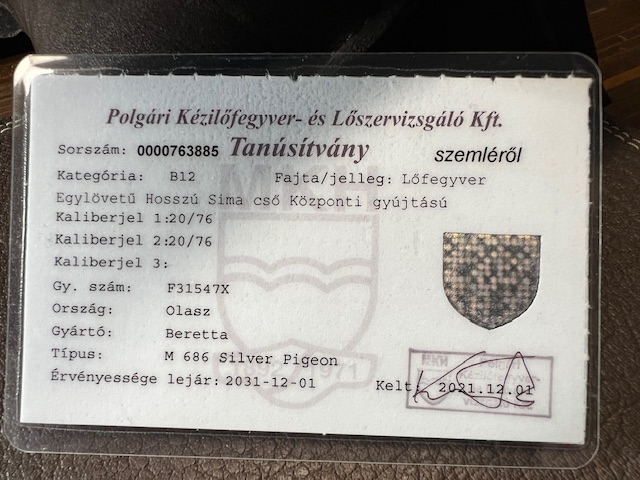 Polgári Kézilőfegyver- és Lőszervizsgáló Kft.
Sorszám: 0000763885 Tanúsítvány szemléről
Kategória: B12 Fajta/jelleg: Lőfegyver
Egylövetű Hosszú Sima cső Központi gyújtású
Kaliberjel 1:20/76
Kaliberjel 2:20/76
Kaliberjel 3:
Gy. szám: F31547X
Ország: Olasz
Gyártó: Beretta
Típus: M 686 Silver Pigeon
Érvényessége lejár: 2031-12-01 Kelt: 2021.12.01